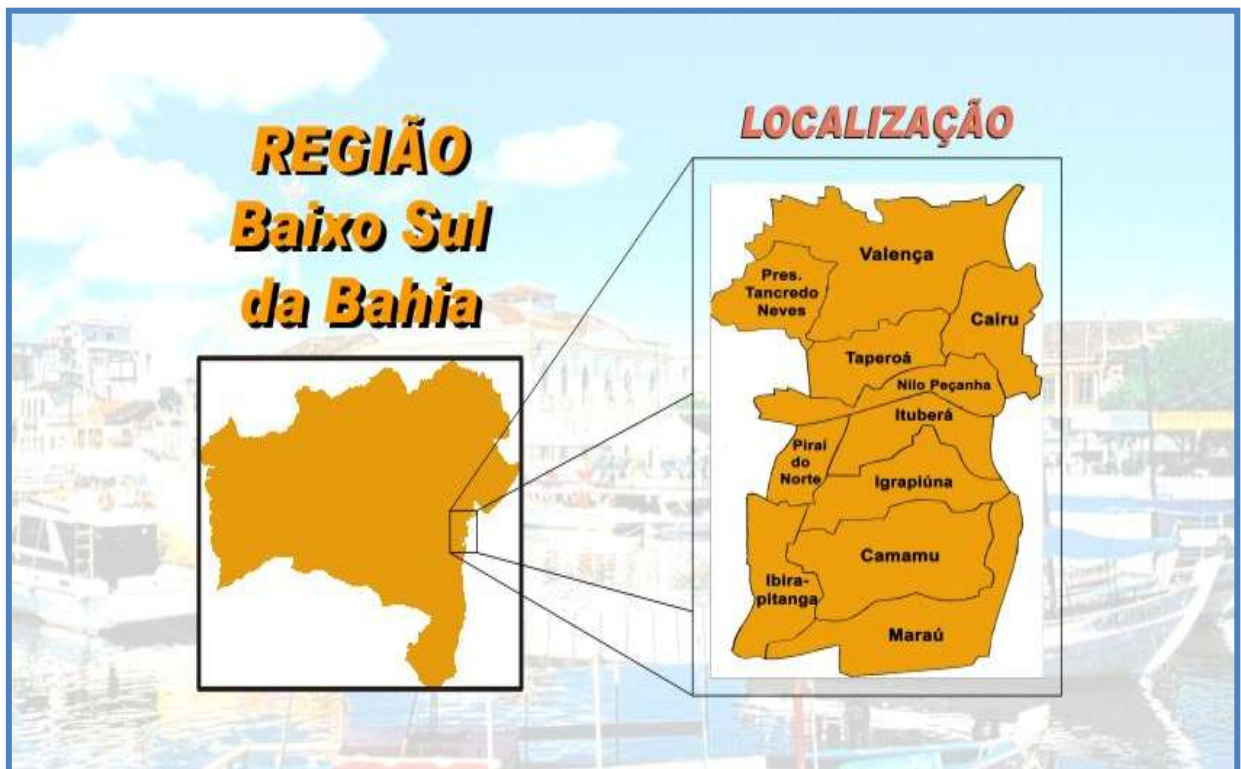 REGIÃO
Baixo Sul
da Bahia
LOCALIZAÇÃO
Valença
Pres.
Tancredo
Neves
Cairu
Taperoá
Nilo Peçanha
Ituberá
Pirai
do
Norte
Igrapiúna
Camamu
Ibira-
pitanga
Maraú